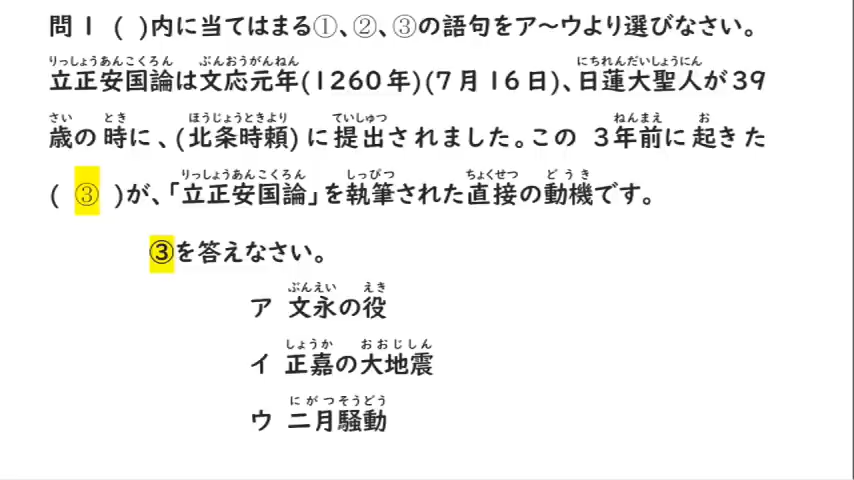 問１ ( )内に当てはまる①、②、③の語句をア～ウより選びなさい。
りっしょうあんこくろん ぶんおうがんねん にちれんだいしょうにん
立正安国論は文応元年(1260年)(7月16日)、日蓮大聖人が39
さい とき ほうじょうときより ていしゅつ ねんまえ お
歳の時に、(北条時頼)に提出されました。この 3年前に起きた
りっしょうあんこくろん しっぴつ ちょくせつ どうき
( ③ )が、「立正安国論」を執筆された直接の動機です。
③を答えなさい。
ぶんえい えき
ア 文永の役
しょうか おおじしん
イ 正嘉の大地震
にがつそうどう
ウ 二月騒動